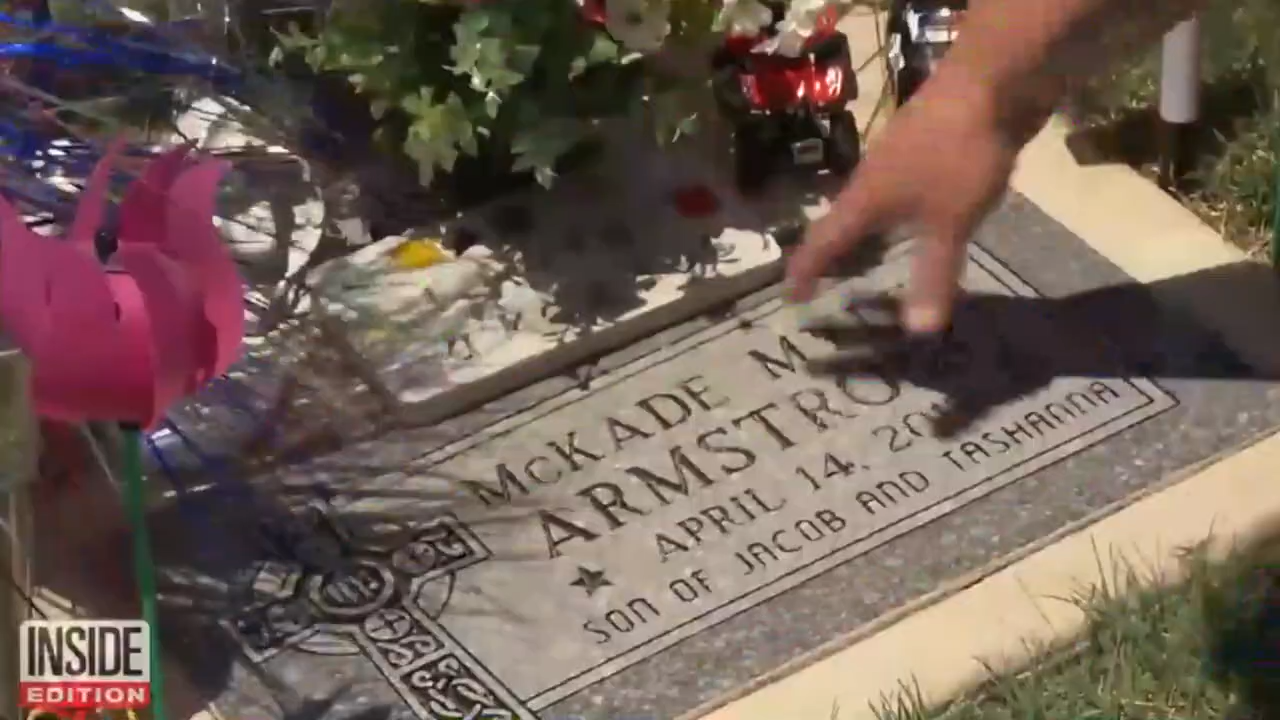 McKADE
ARMSTRO
APRIL 14, 20
SON OF JACOB AND TASHANNA
INSIDE
EDITION